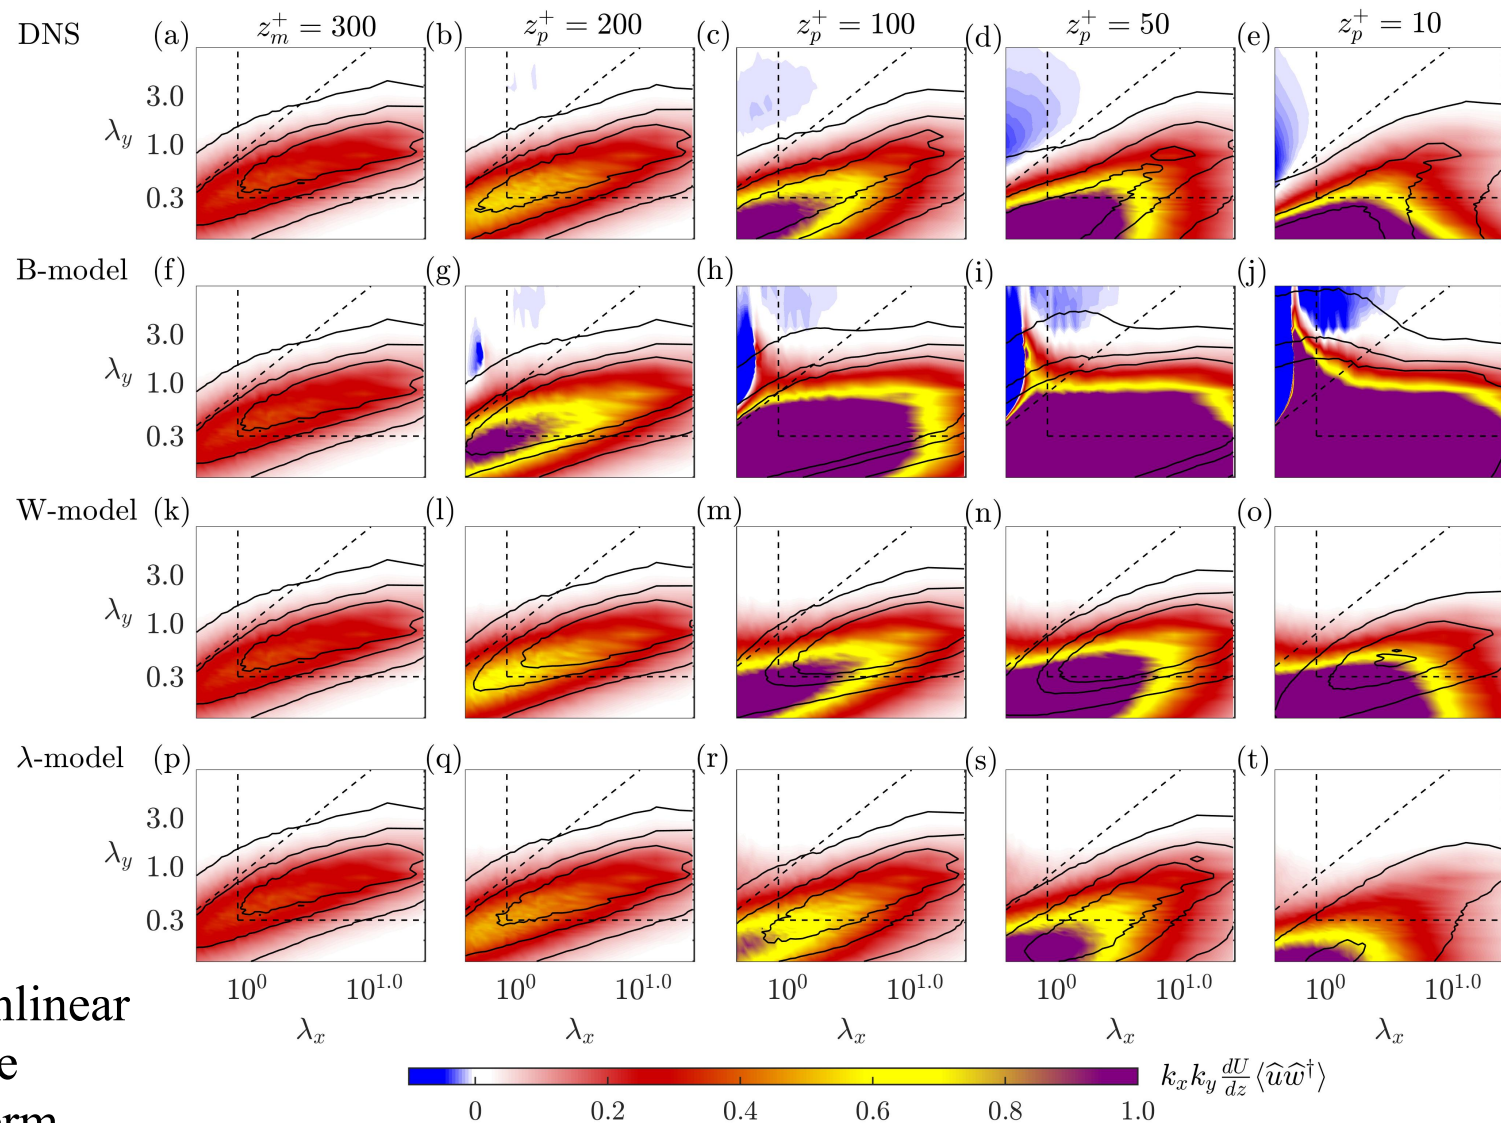 DNS (a) z_m^+ = 300 (b) z_p^+ = 200 (c) z_p^+ = 100 (d) z_p^+ = 50 (e) z_p^+ = 10
3.0
λ_y 1.0
0.3
B-model (f) (g) (h) (i) (j)
3.0
λ_y 1.0
0.3
W-model (k) (l) (m) (n) (o)
3.0
λ_y 1.0
0.3
λ-model (p) (q) (r) (s) (t)
3.0
λ_y 1.0
0.3
10^0 10^1.0 10^0 10^1.0 10^0 10^1.0 10^0 10^1.0 10^0 10^1.0
λ_x λ_x λ_x λ_x λ_x
nlinear
e
erm
k_x k_y dU/dz ⟨û ŵ^†⟩
0 0.2 0.4 0.6 0.8 1.0